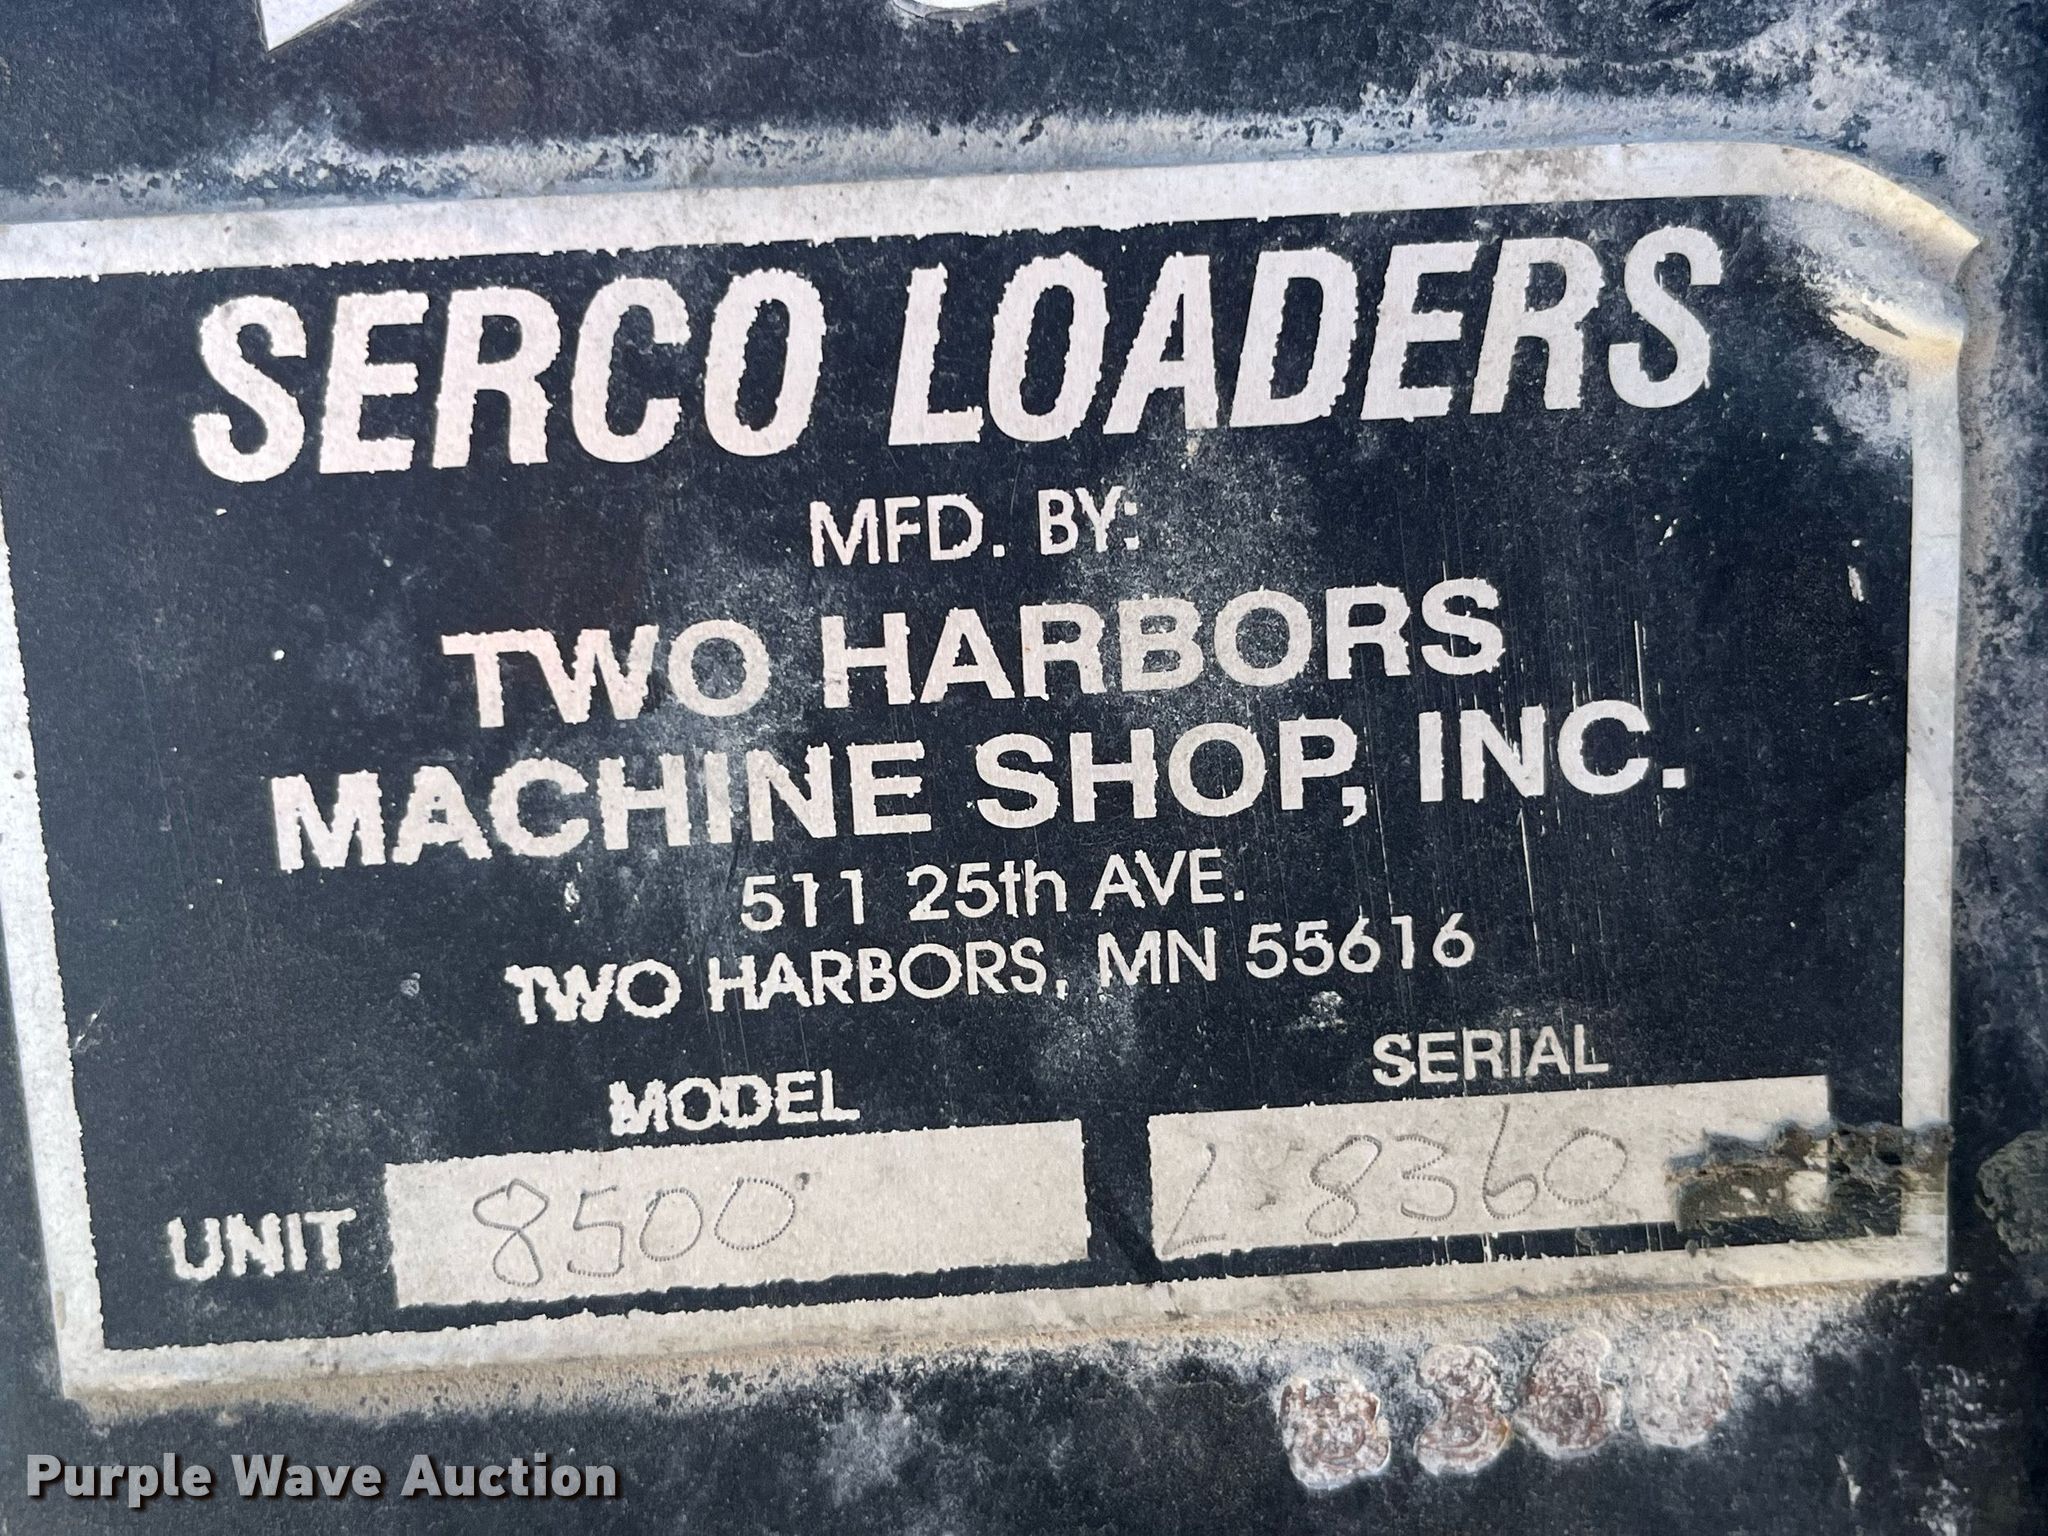 SERCO LOADERS
MFD. BY:
TWO HARBORS
MACHINE SHOP, INC.
511 25th AVE.
TWO HARBORS, MN 55616
MODEL SERIAL
UNIT 8500 L-8360
8360
Purple Wave Auction